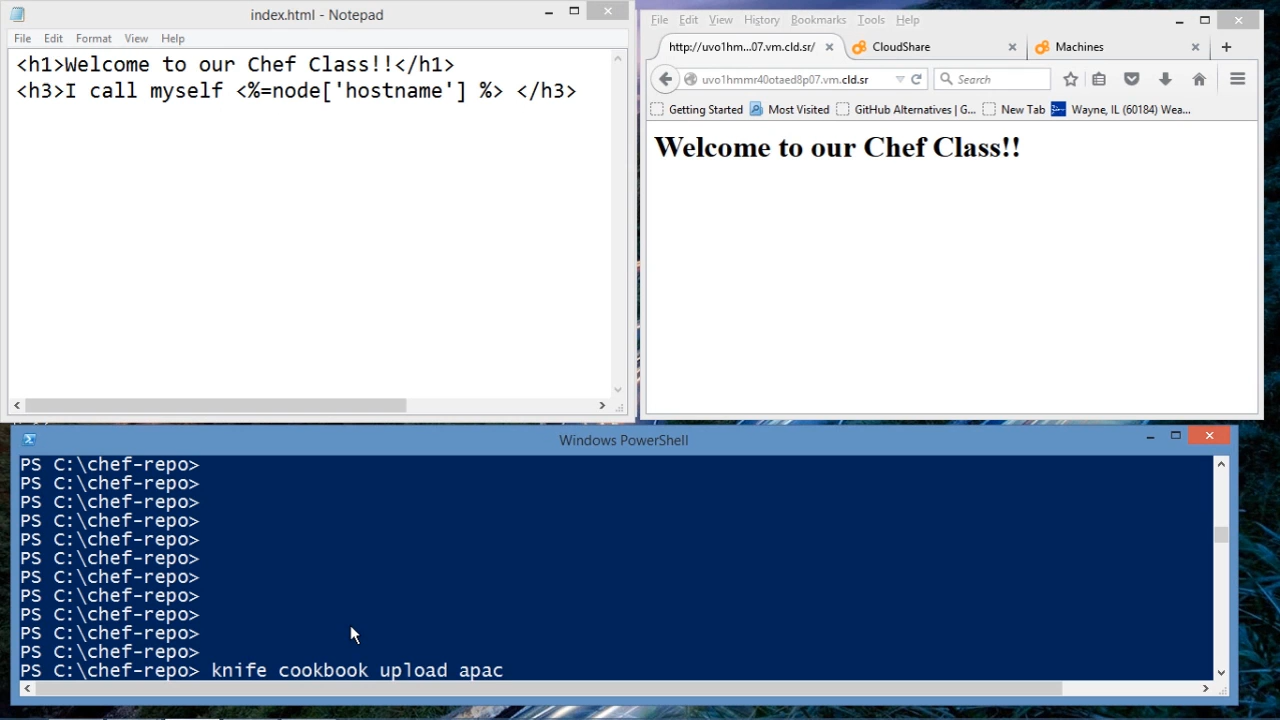 index.html - Notepad
File Edit Format View Help
<h1>Welcome to our Chef Class!!</h1>
<h3>I call myself <%=node['hostname'] %> </h3>
File Edit View History Bookmarks Tools Help
http://uvo1hm...07.vm.cld.sr/ CloudShare Machines
uvo1hmmr40otaed8p07.vm.cld.sr Search
Getting Started Most Visited GitHub Alternatives | G... New Tab Wayne, IL (60184) Wea...
Welcome to our Chef Class!!
Windows PowerShell
PS C:\chef-repo>
PS C:\chef-repo>
PS C:\chef-repo>
PS C:\chef-repo>
PS C:\chef-repo>
PS C:\chef-repo>
PS C:\chef-repo>
PS C:\chef-repo>
PS C:\chef-repo>
PS C:\chef-repo>
PS C:\chef-repo>
PS C:\chef-repo> knife cookbook upload apac